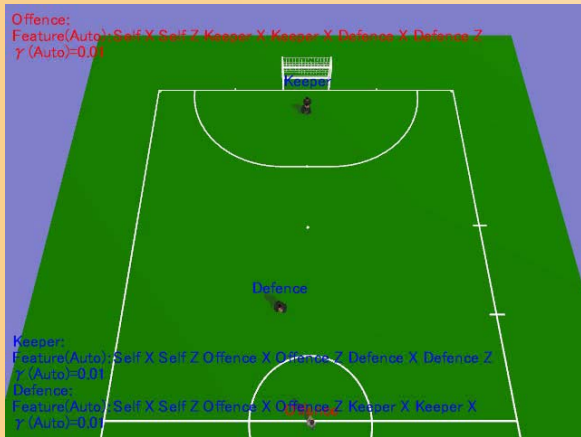 Offence:
Feature(Auto): Self X Self Z Keeper X Keeper X Defence X Defence Z
γ (Auto)=0.01
Keeper
Defence
Keeper:
Feature(Auto): Self X Self Z Offence X Offence Z Defence X Defence Z
γ (Auto)=0.01
Defence:
Feature(Auto): Self X Self Z Offence X Offence Z Keeper X Keeper X
γ (Auto)=0.01